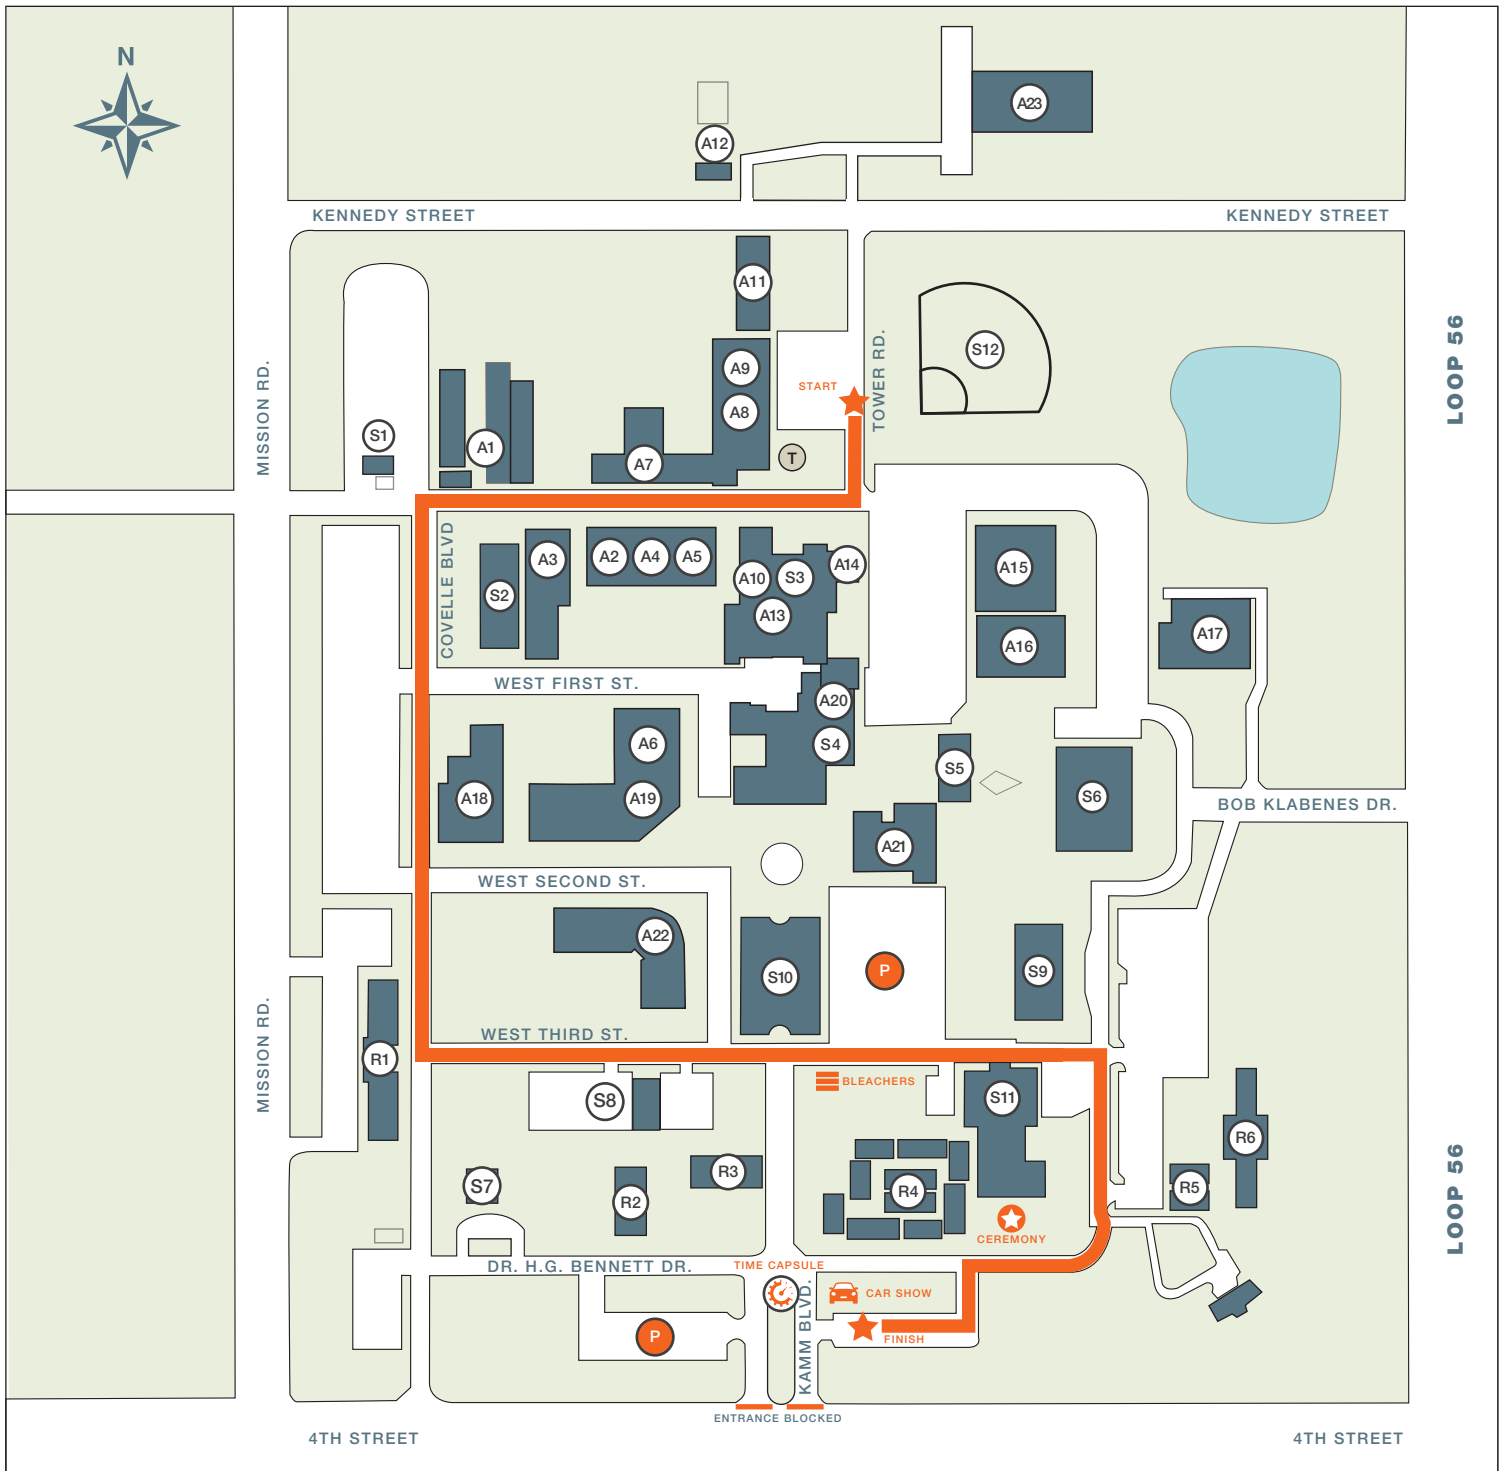 N
A23
A12
KENNEDY STREET
KENNEDY STREET
A11
LOOP 56
MISSION RD.
TOWER RD.
S12
A9
START
A8
S1
A1
A7
T
COVELLE BLVD
A2
A4
A5
A3
A14
A10
S3
S2
A13
A15
A16
A17
WEST FIRST ST.
A20
A6
S4
S5
A18
A19
S6
BOB KLABENES DR.
A21
WEST SECOND ST.
A22
S10
P
S9
MISSION RD.
WEST THIRD ST.
R1
BLEACHERS
S8
S11
R6
R3
S7
R2
R4
R5
LOOP 56
CEREMONY
DR. H.G. BENNETT DR.
TIME CAPSULE
KAMM BLVD.
CAR SHOW
P
FINISH
ENTRANCE BLOCKED
4TH STREET
4TH STREET